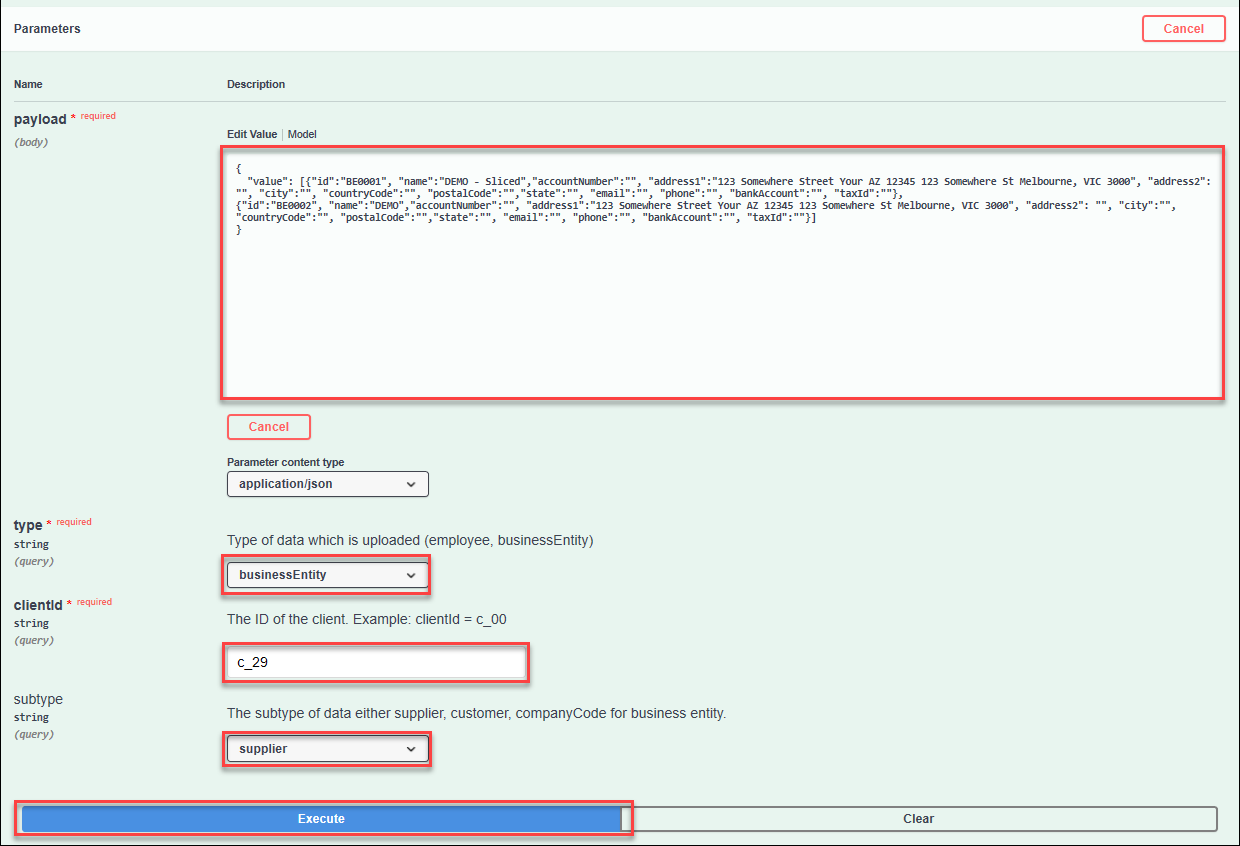 Parameters
Cancel
Name Description
payload * required
(body)
Edit Value | Model
{
"value": [{"id":"BE0001", "name":"DEMO - Sliced","accountNumber":"", "address1":"123 Somewhere Street Your AZ 12345 123 Somewhere St Melbourne, VIC 3000", "address2":
"", "city":"", "countryCode":"", "postalCode":"","state":"", "email":"", "phone":"", "bankAccount":"", "taxId":""},
{"id":"BE0002", "name":"DEMO","accountNumber":"", "address1":"123 Somewhere Street Your AZ 12345 123 Somewhere St Melbourne, VIC 3000", "address2": "", "city":"",
"countryCode":"", "postalCode":"","state":"", "email":"", "phone":"", "bankAccount":"", "taxId":""}]
}
Cancel
Parameter content type
application/json
type * required
string
(query)
Type of data which is uploaded (employee, businessEntity)
businessEntity
clientId * required
string
(query)
The ID of the client. Example: clientId = c_00
c_29
subtype
string
(query)
The subtype of data either supplier, customer, companyCode for business entity.
supplier
Execute
Clear